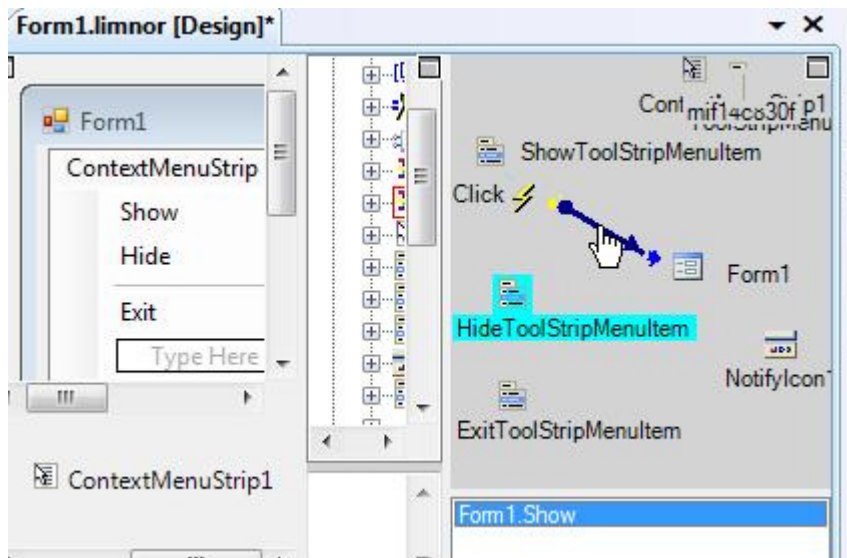 Form1.limnor [Design]*
Form1
ContextMenuStrip
Show
Hide
Exit
Type Here
ContextMenuStrip1
mif14c830f
ShowToolStripMenuItem
Click
Form1
HideToolStripMenuItem
NotifyIcon
ExitToolStripMenuItem
Form1.Show